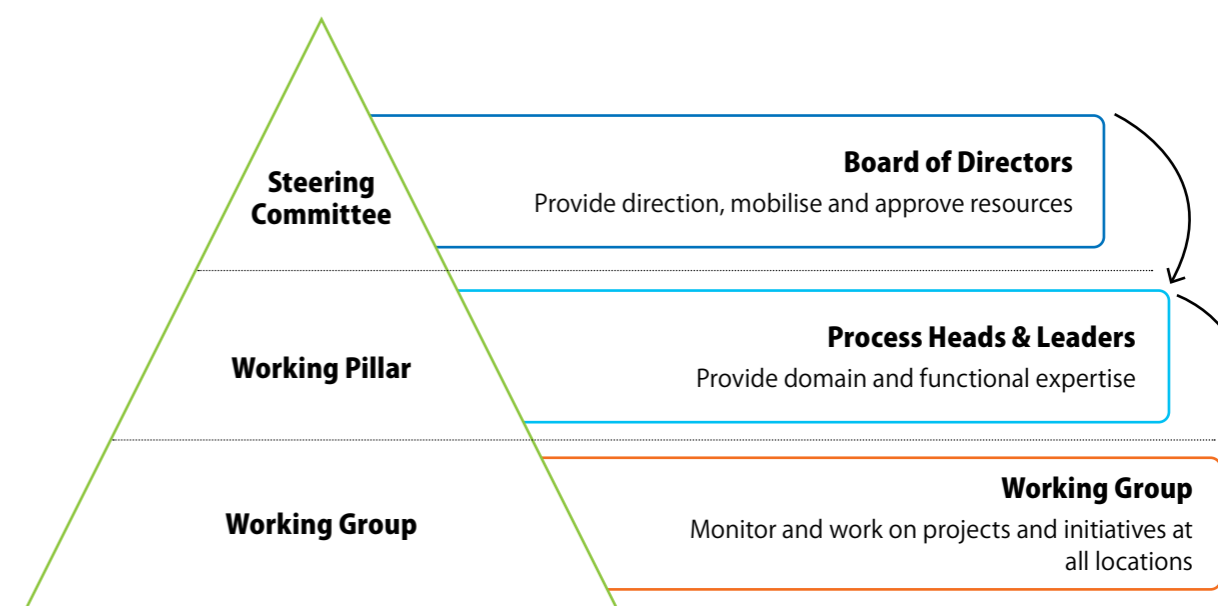 Steering
Committee
Board of Directors
Provide direction, mobilise and approve resources
Working Pillar
Process Heads & Leaders
Provide domain and functional expertise
Working Group
Working Group
Monitor and work on projects and initiatives at
all locations